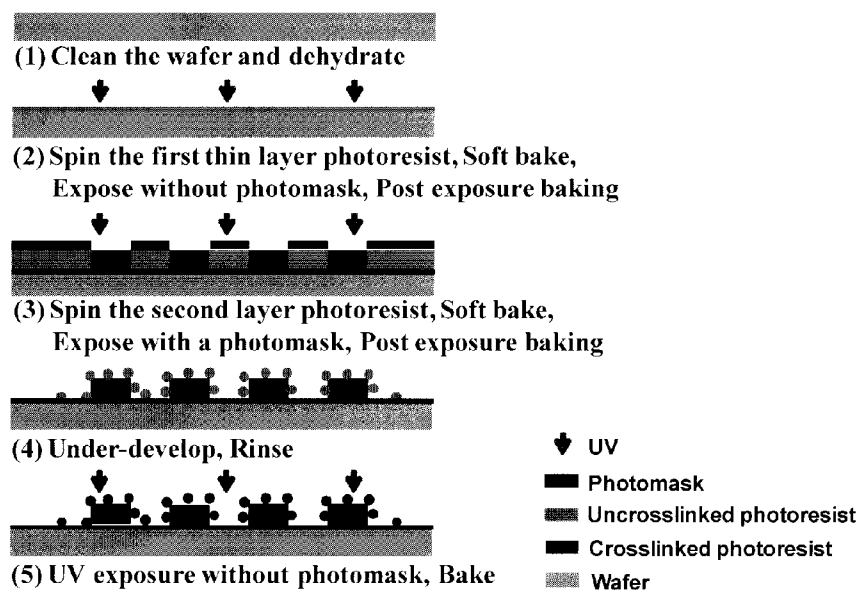 (1) Clean the wafer and dehydrate
(2) Spin the first thin layer photoresist, Soft bake,
Expose without photomask, Post exposure baking
(3) Spin the second layer photoresist, Soft bake,
Expose with a photomask, Post exposure baking
(4) Under-develop, Rinse
(5) UV exposure without photomask, Bake
UV
Photomask
Uncrosslinked photoresist
Crosslinked photoresist
Wafer